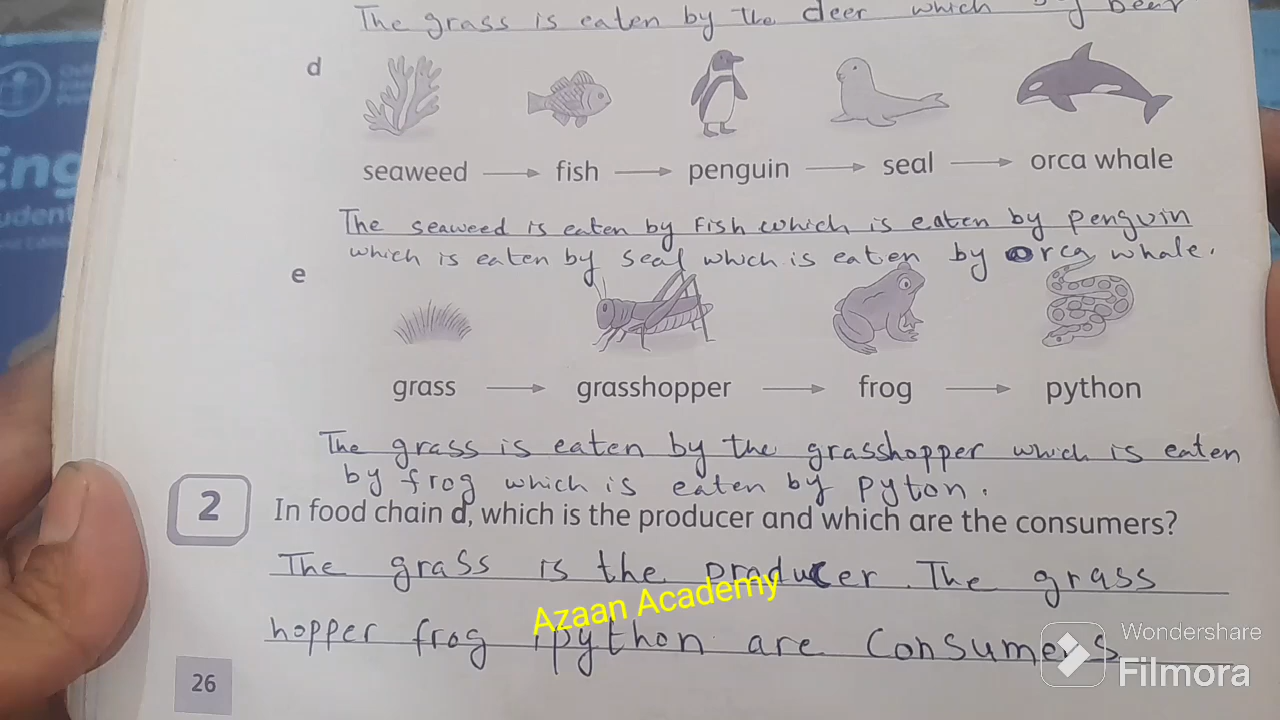 The grass is eaten by the deer which
d
seaweed → fish → penguin → seal → orca whale
The seaweed is eaten by Fish which is eaten by penguin
which is eaten by seal whch is eaten by orca whale.
e
grass → grasshopper → frog → python
The grass is eaten by the grasshopper which is eaten
by frog which is eaten by pyton.
2
In food chain d, which is the producer and which are the consumers?
The grass is the producer. The grass
Azaan Academy
hopper frog python are Consumers
Wondershare
Filmora
26
Eng